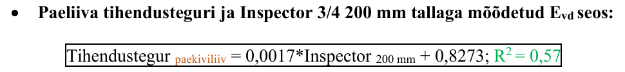 • Paeliiva tihendusteguri ja Inspector 3/4 200 mm tallaga mõõdetud Evd seos:
Tihendustegur paekiviliiv = 0,0017*Inspector 200 mm + 0,8273; R² = 0,57